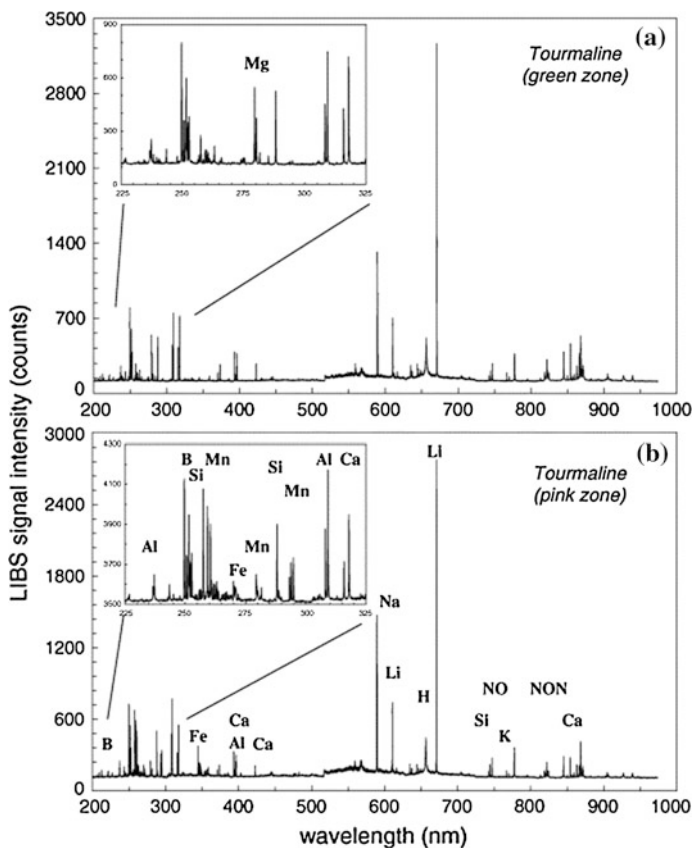 3500
(a)
Tourmaline
(green zone)
900
Mg
600
300
0
225 250 275 300 325
2800
2100
1400
700
0
200 300 400 500 600 700 800 900 1000
LIBS signal intensity (counts)
3000
(b)
Tourmaline
(pink zone)
4300
B Mn Si Al Ca
Si Mn
4100
3900
Al Fe Mn
3700
3500
225 250 275 300 325
Li
2400
1800
Na
1200
Li
H
NO NON
Si K Ca
600
B Fe Ca
Al Ca
0
200 300 400 500 600 700 800 900 1000
wavelength (nm)